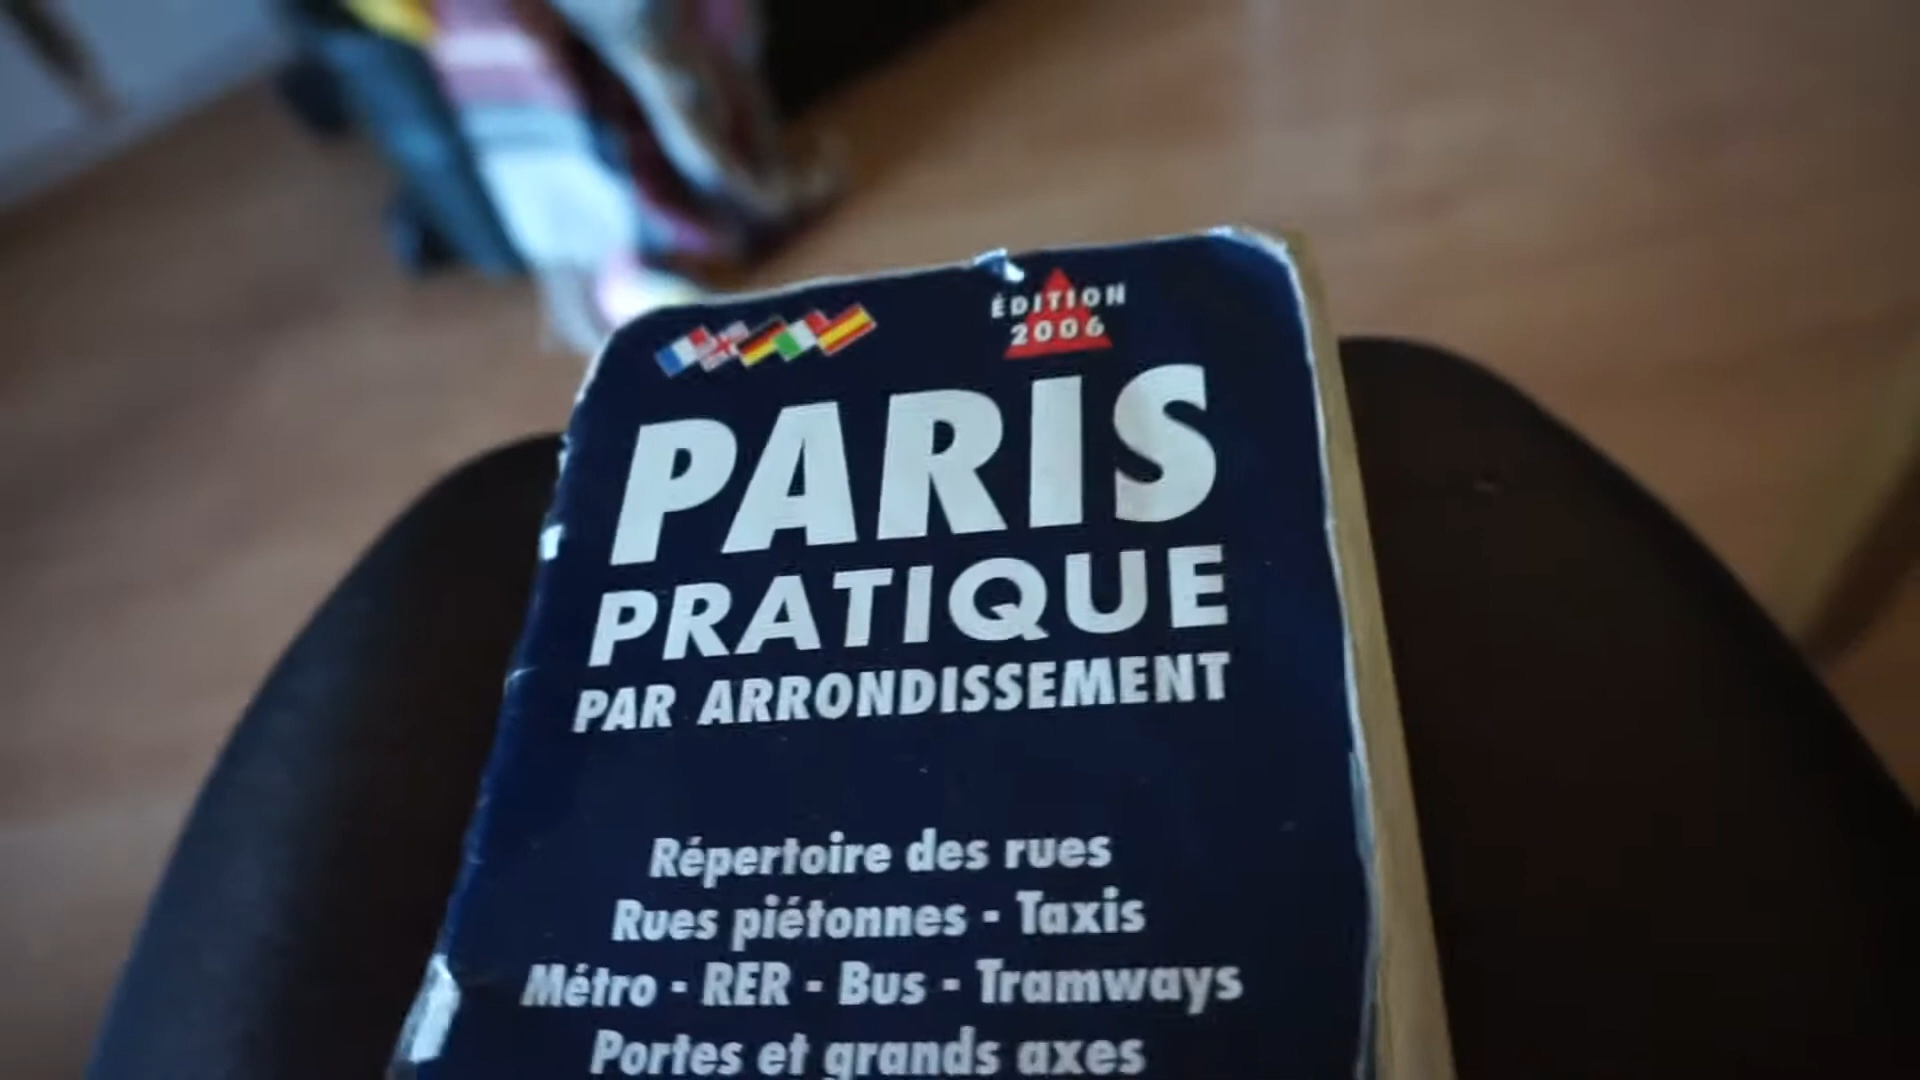 ÉDITION
2006
PARIS
PRATIQUE
PAR ARRONDISSEMENT
Répertoire des rues
Rues piétonnes - Taxis
Métro - RER - Bus - Tramways
Portes et grands axes